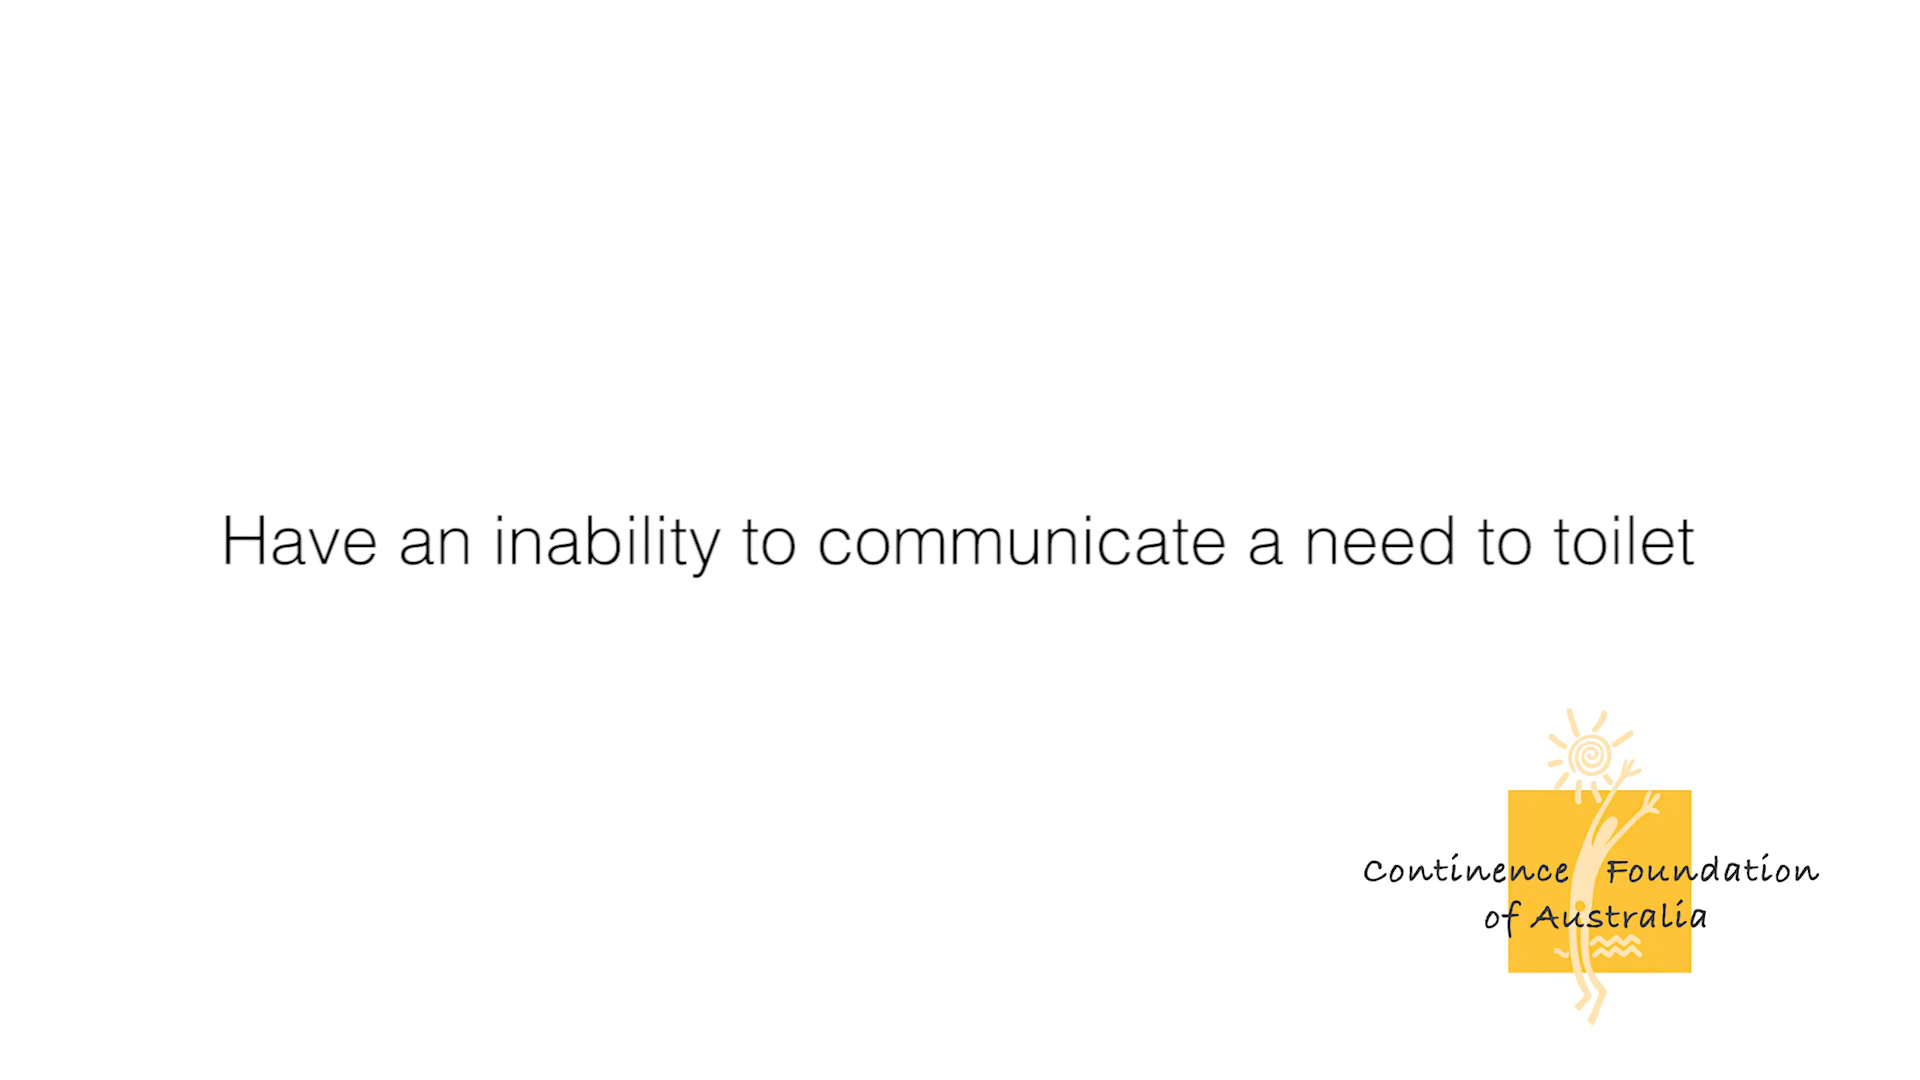 Have an inability to communicate a need to toilet
Continence Foundation
of Australia